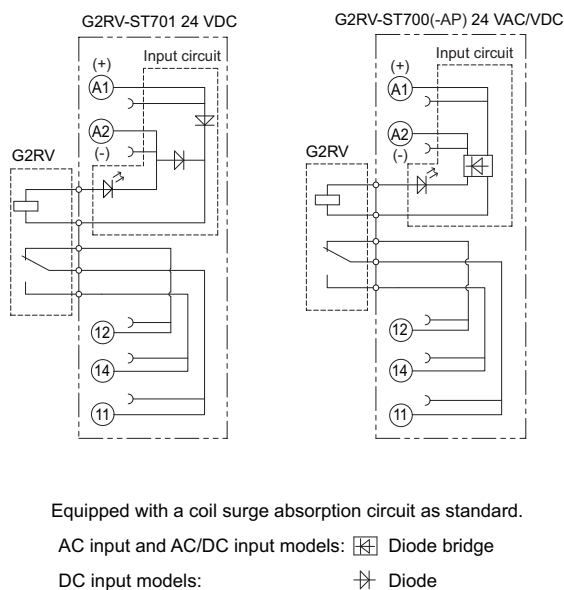 G2RV-ST701 24 VDC
Input circuit
(+)
A1
A2
(-)
G2RV
12
14
11
G2RV-ST700(-AP) 24 VAC/VDC
Input circuit
(+)
A1
A2
(-)
G2RV
12
14
11
Equipped with a coil surge absorption circuit as standard.
AC input and AC/DC input models: Diode bridge
DC input models: Diode